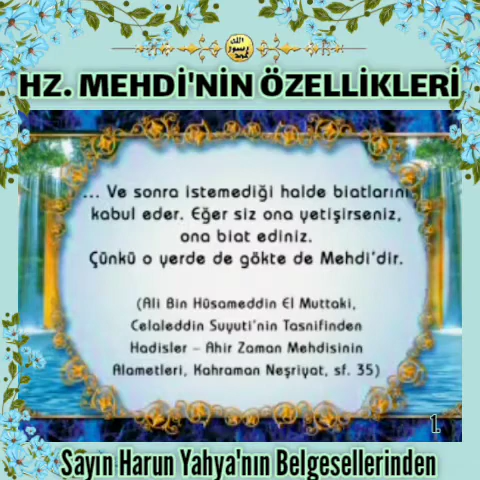 HZ. MEHDİ'NİN ÖZELLİKLERİ
... Ve sonra istemediği halde biatlarını
kabul eder. Eğer siz ona yetişirseniz,
ona biat ediniz.
Çünkü o yerde de gökte de Mehdi'dir.
(Ali Bin Hüsameddin El Muttaki,
Celaleddin Suyuti'nin Tasnifinden
Hadisler – Ahir Zaman Mehdisinin
Alametleri, Kahraman Neşriyat, sf. 35)
1.
Sayın Harun Yahya'nın Belgesellerinden